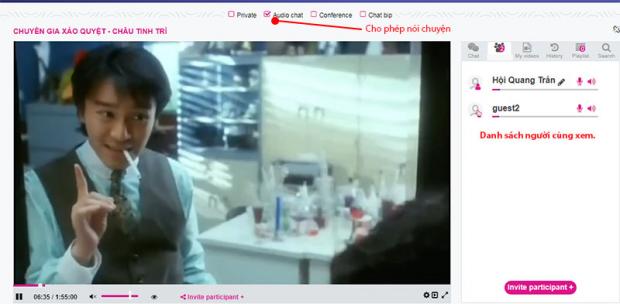 Private Audio chat Conference Chat bip
Cho phép nói chuyện
CHUYÊN GIA XẢO QUYỆT - CHÂU TINH TRÌ
Chat My videos History Playlist Search
Hội Quang Trần
guest2
Danh sách người cùng xem.
06:35 / 1:55:00 Invite participant +
Invite participant +